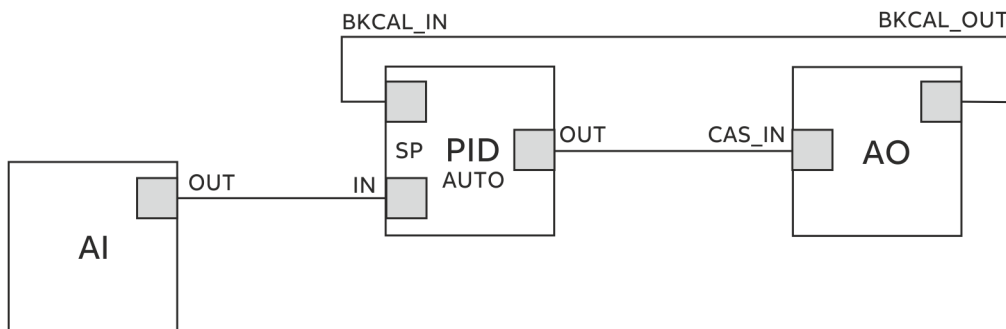 BKCAL_IN
BKCAL_OUT
SP
PID
AUTO
OUT
CAS_IN
AO
OUT
IN
AI